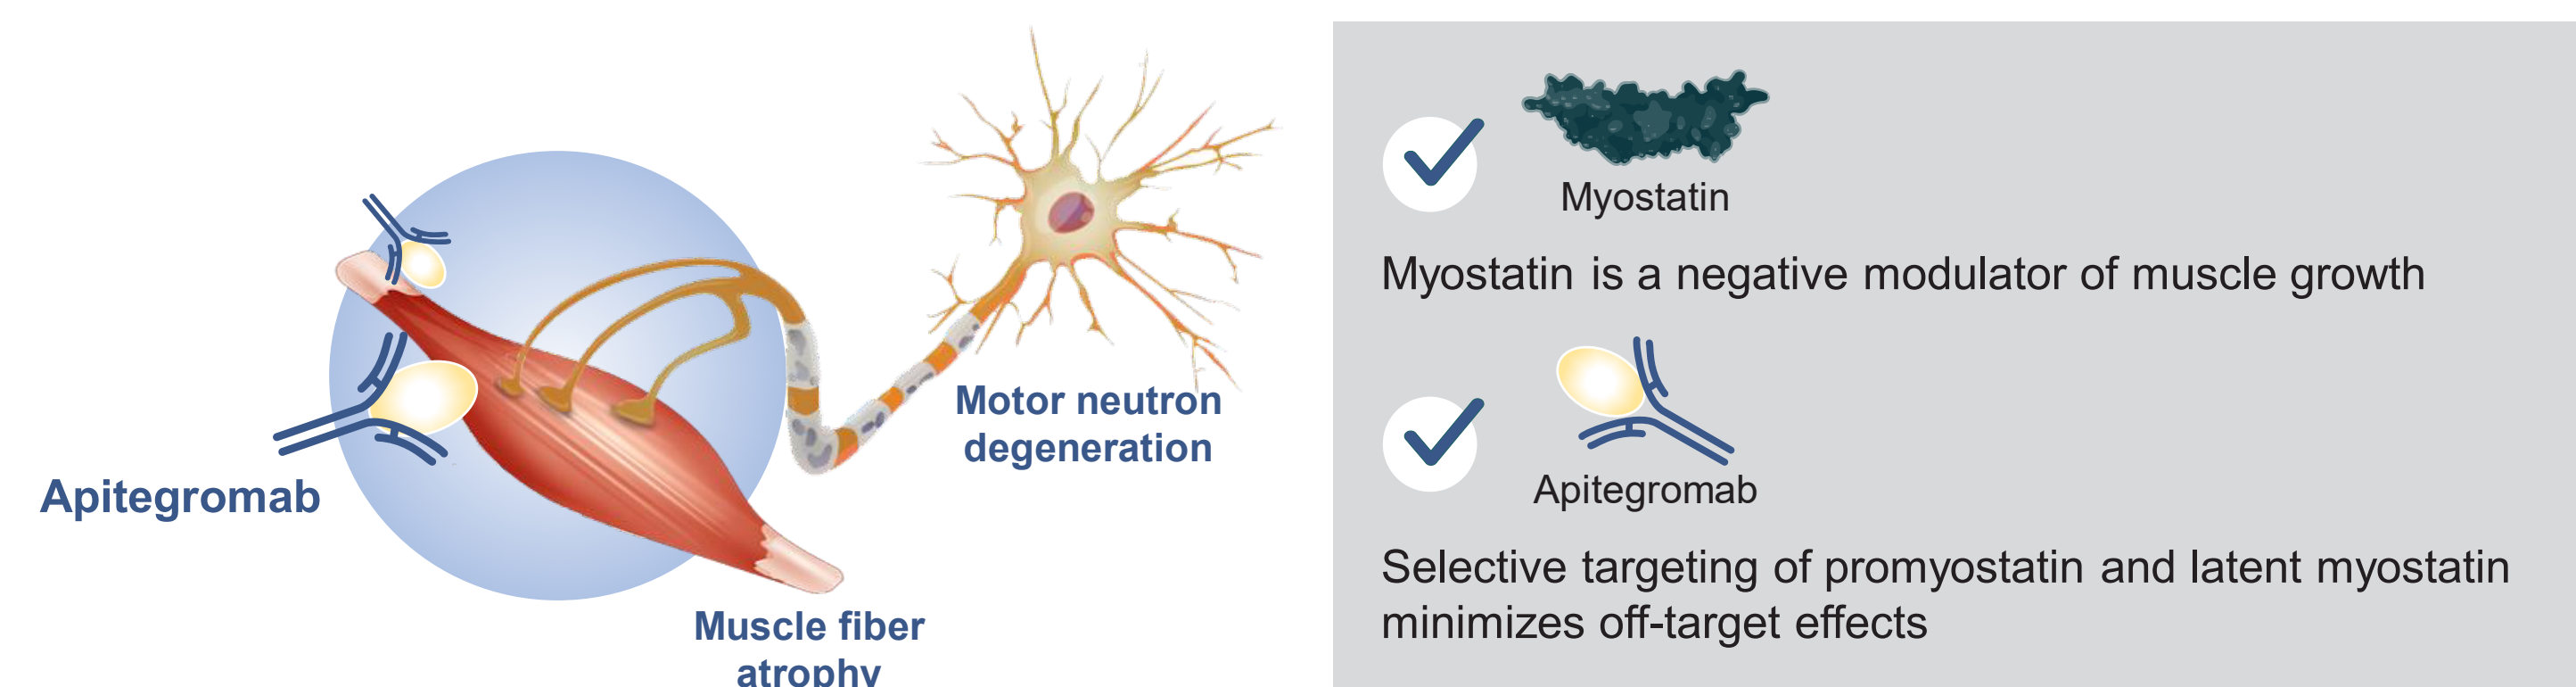 Apitegromab
Motor neutron
degeneration
Muscle fiber
atrophy
Myostatin
Myostatin is a negative modulator of muscle growth
Apitegromab
Selective targeting of promyostatin and latent myostatin
minimizes off-target effects